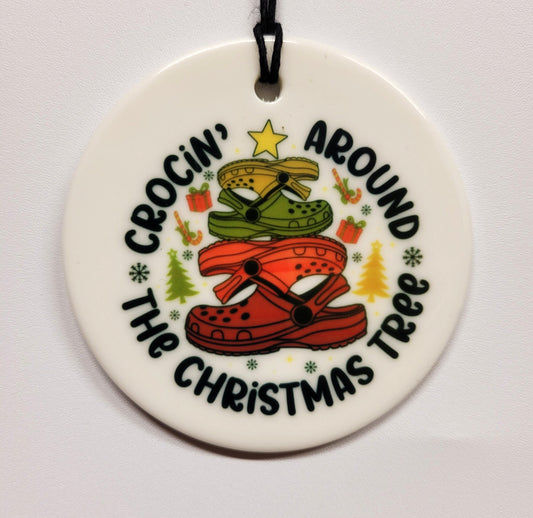 CROCiN' AROUND
THE CHRiSTMAS TREE